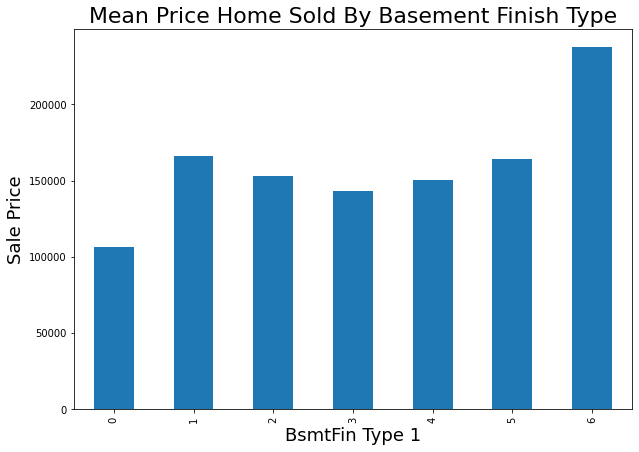 Mean Price Home Sold By Basement Finish Type
Sale Price
200000
150000
100000
50000
0
0 1 2 3 4 5 6
BsmtFin Type 1